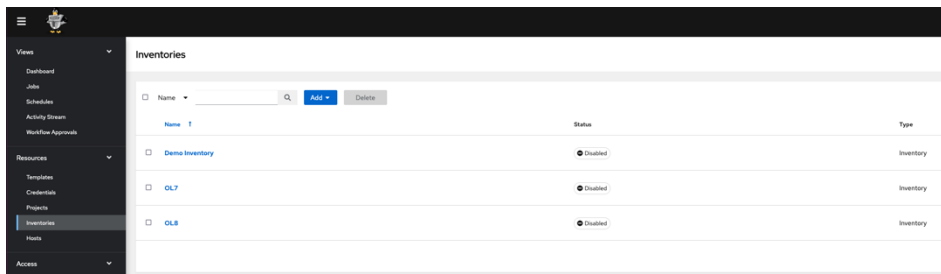 Views
Dashboard
Jobs
Schedules
Activity Stream
Workflow Approvals
Resources
Templates
Credentials
Projects
Inventories
Hosts
Access
Inventories
Name
Add
Delete
Name Status Type
Demo Inventory Disabled Inventory
OL7 Disabled Inventory
OL8 Disabled Inventory